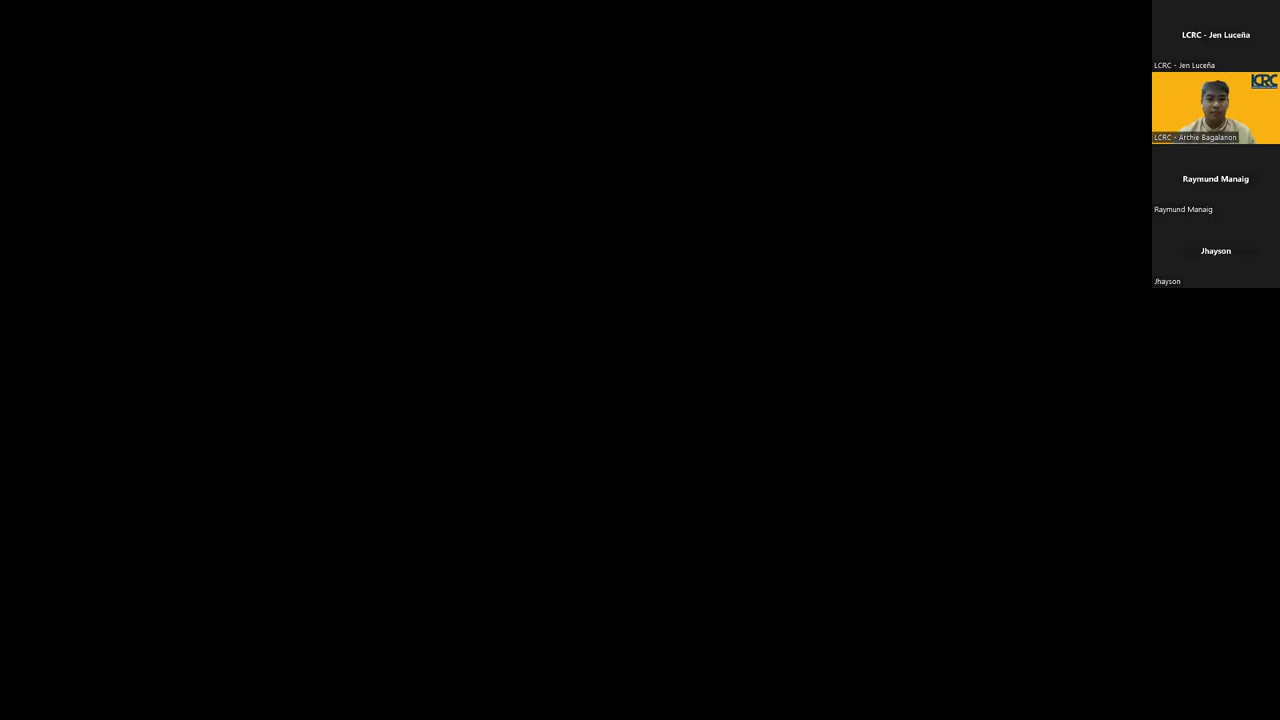 LCRC - Jen Luceña
LCRC - Jen Luceña
LCRC
LCRC - Archie Bagalanon
Raymund Manaig
Raymund Manaig
Jhayson
Jhayson